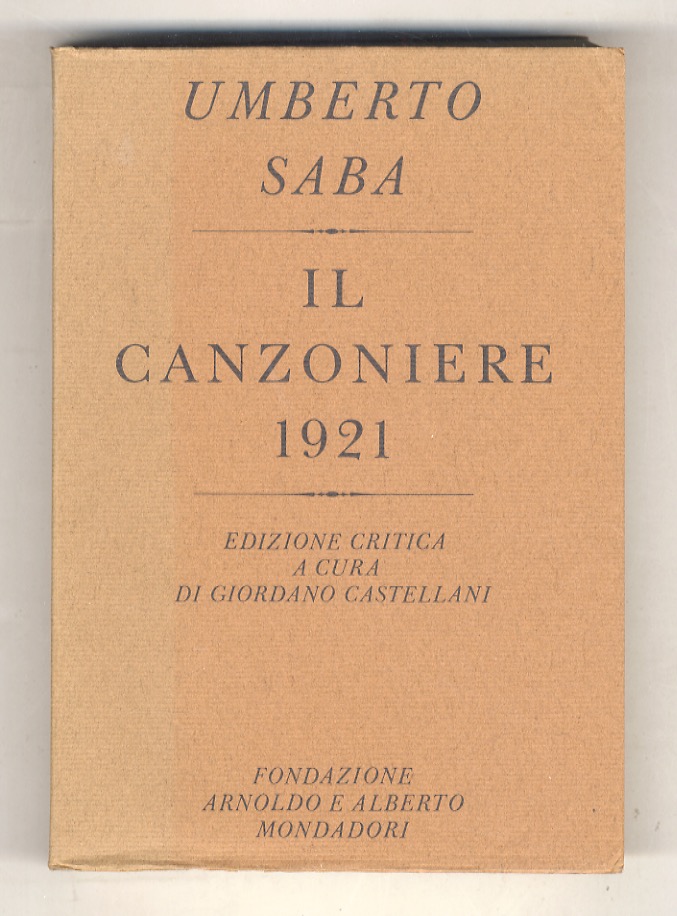 UMBERTO
SABA
IL
CANZONIERE
1921
EDIZIONE CRITICA
A CURA
DI GIORDANO CASTELLANI
FONDAZIONE
ARNOLDO E ALBERTO
MONDADORI